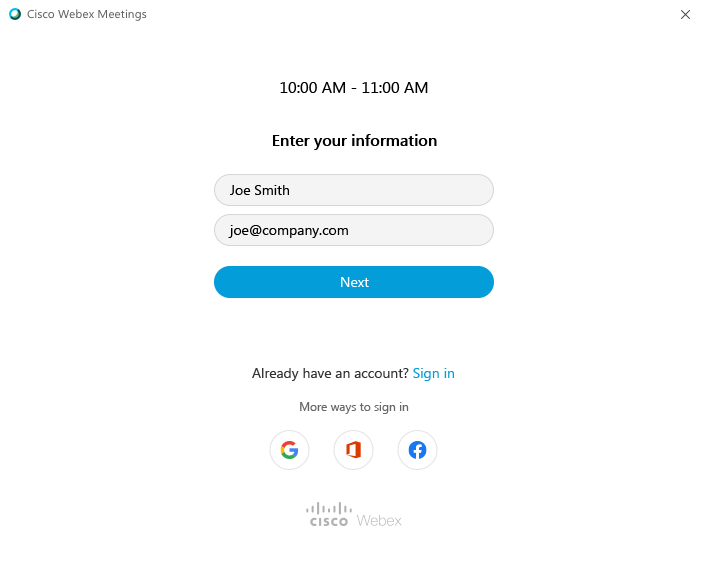 Cisco Webex Meetings
10:00 AM - 11:00 AM
Enter your information
Joe Smith
joe@company.com
Next
Already have an account? Sign in
More ways to sign in
CISCO Webex